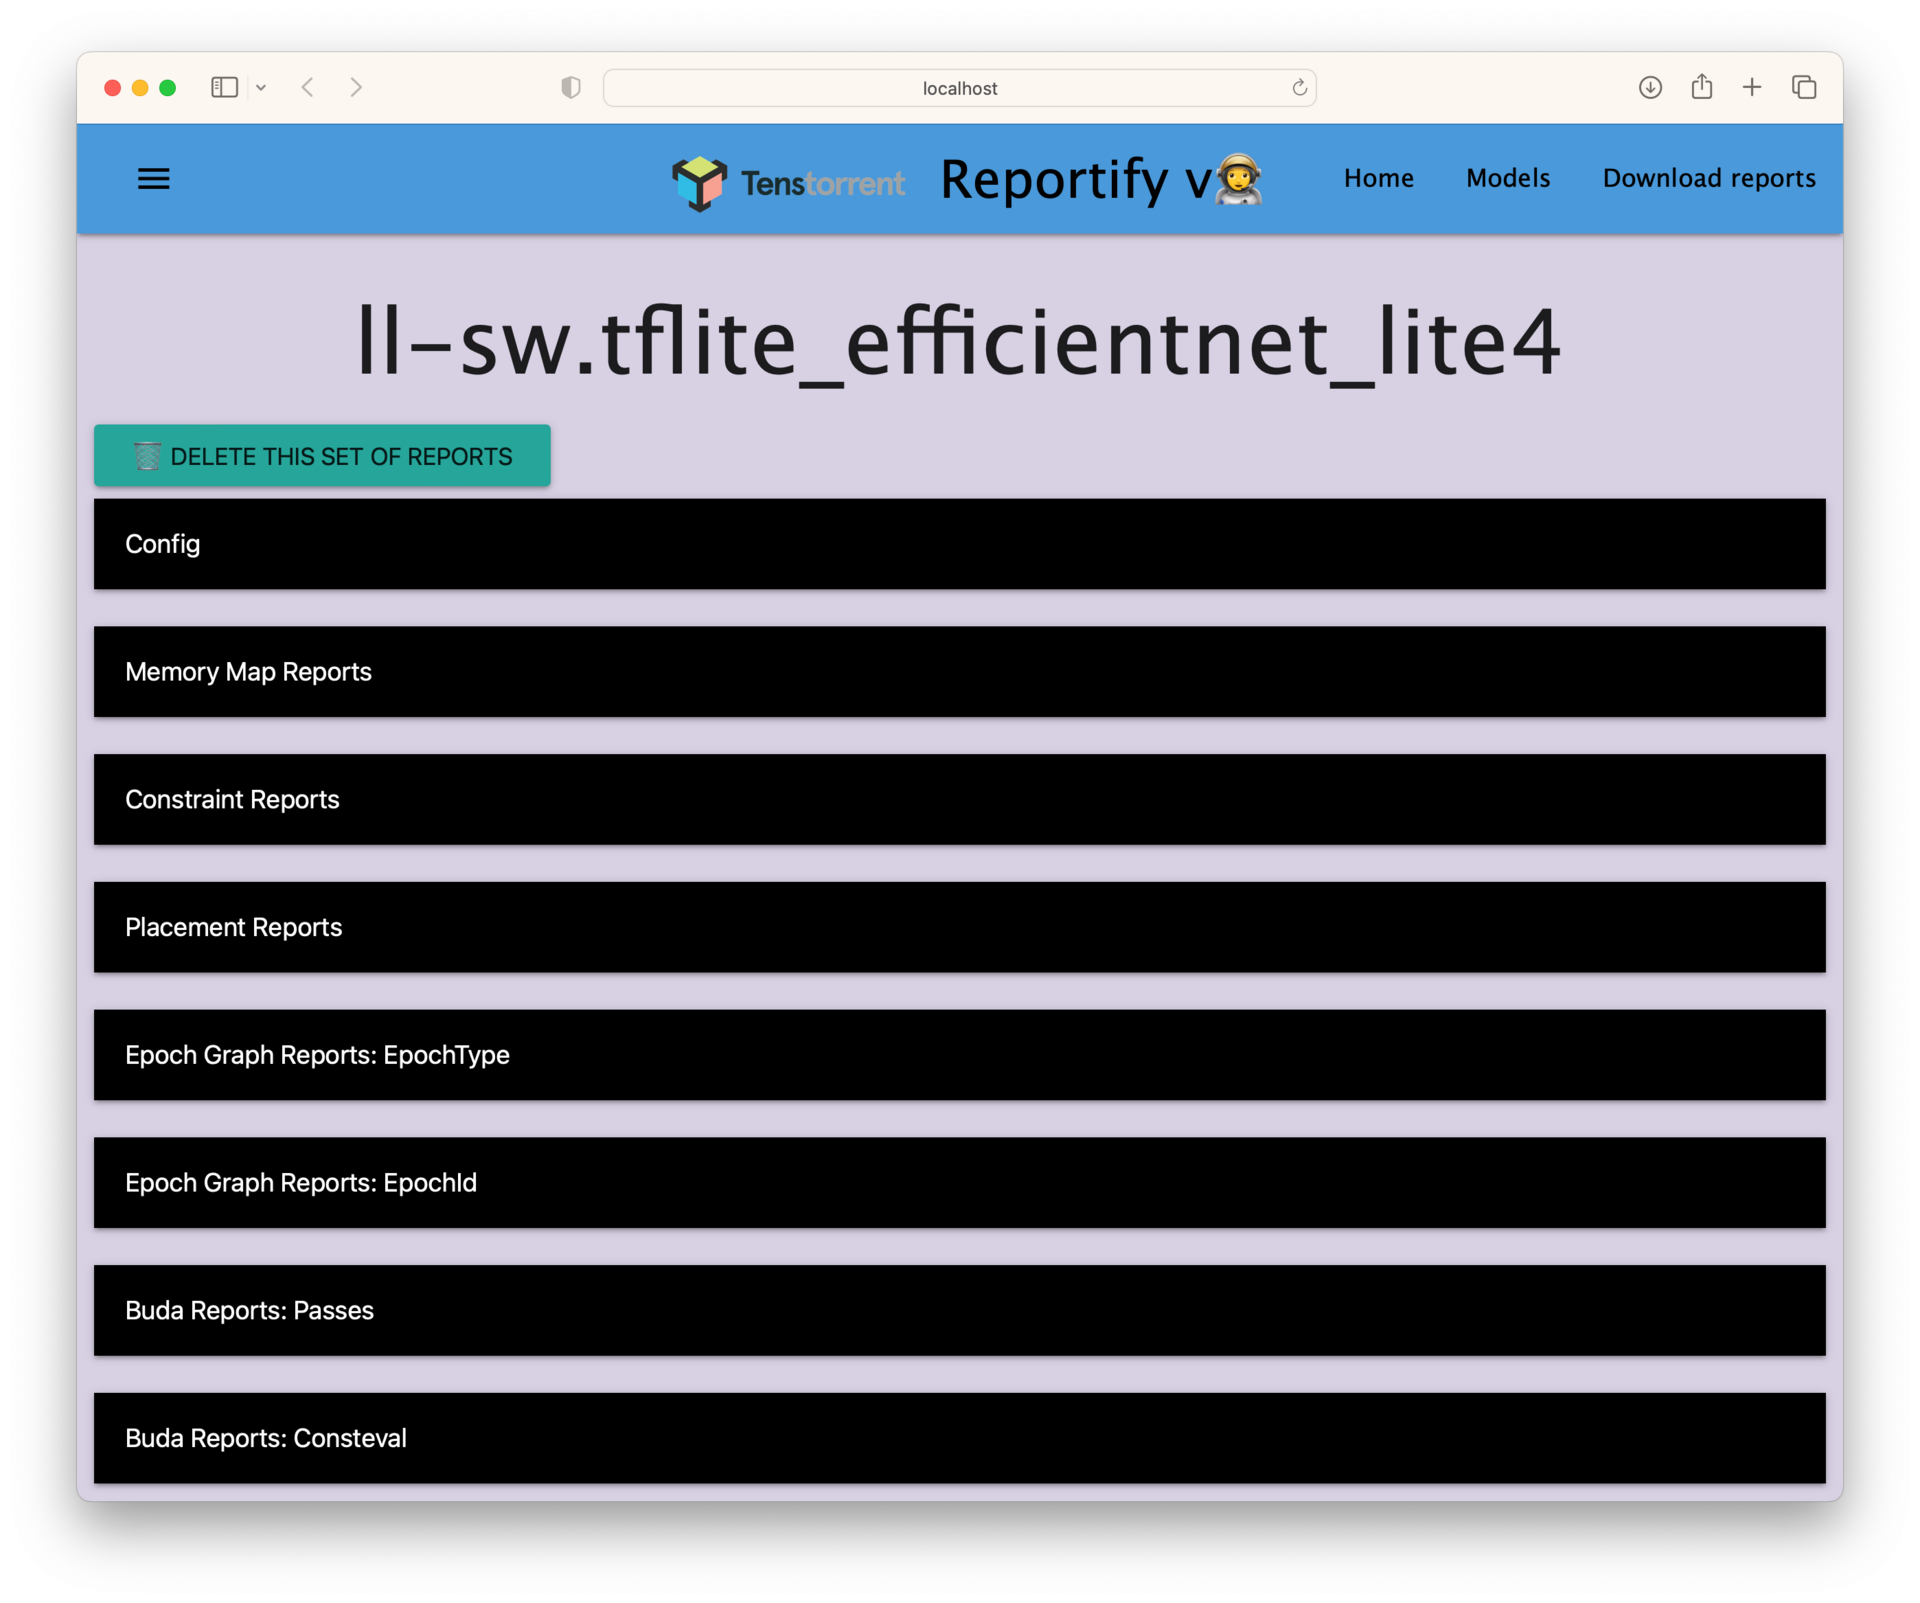 localhost
Tenstorrent Reportify v👩‍🚀 Home Models Download reports
ll-sw.tflite_efficientnet_lite4
🗑️ DELETE THIS SET OF REPORTS
Config
Memory Map Reports
Constraint Reports
Placement Reports
Epoch Graph Reports: EpochType
Epoch Graph Reports: EpochId
Buda Reports: Passes
Buda Reports: Consteval